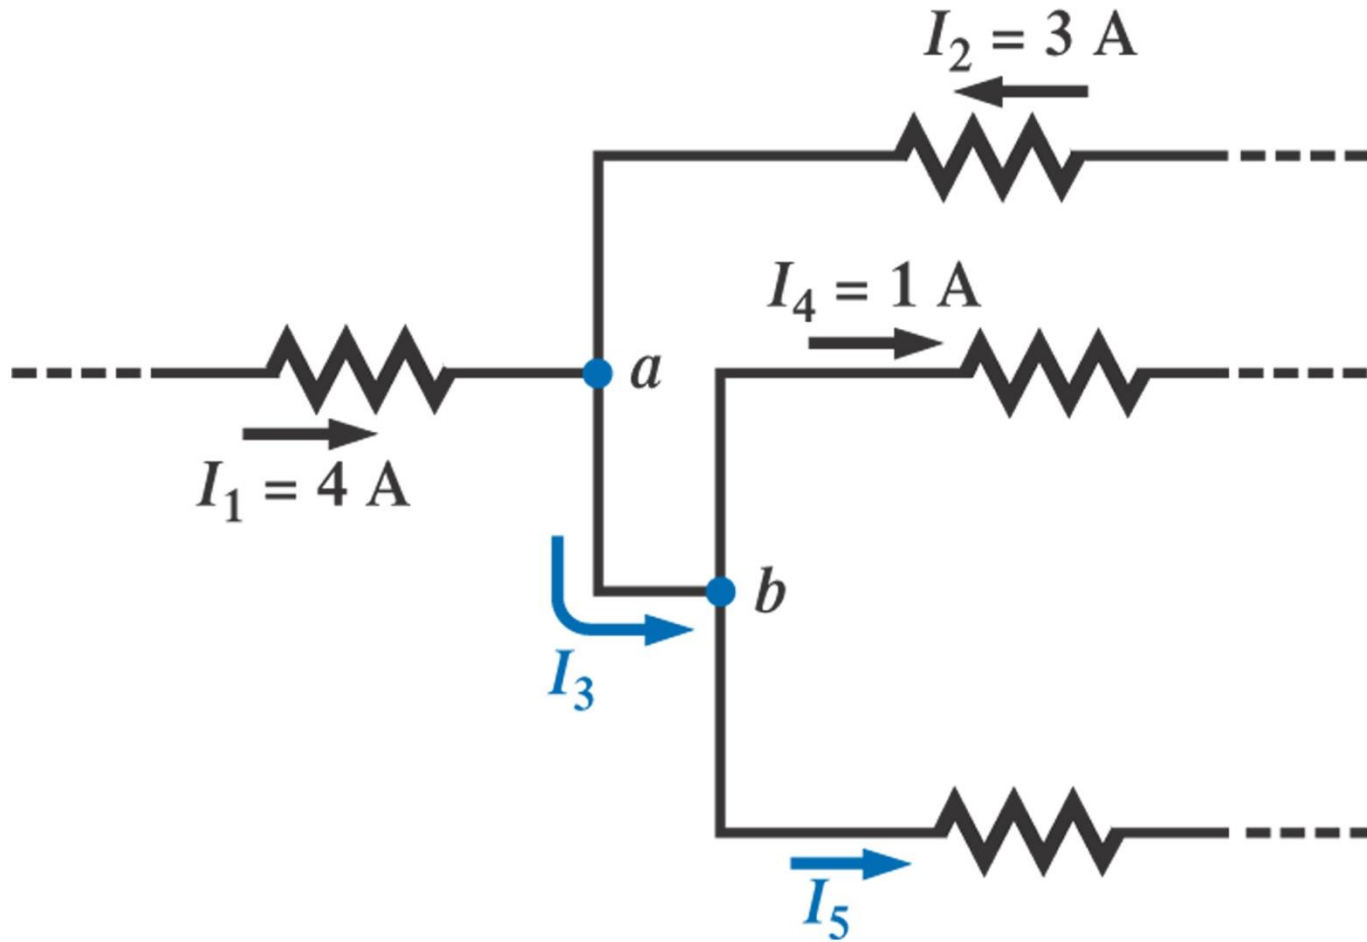 I₂ = 3 A
I₄ = 1 A
a
I₁ = 4 A
b
I₃
I₅